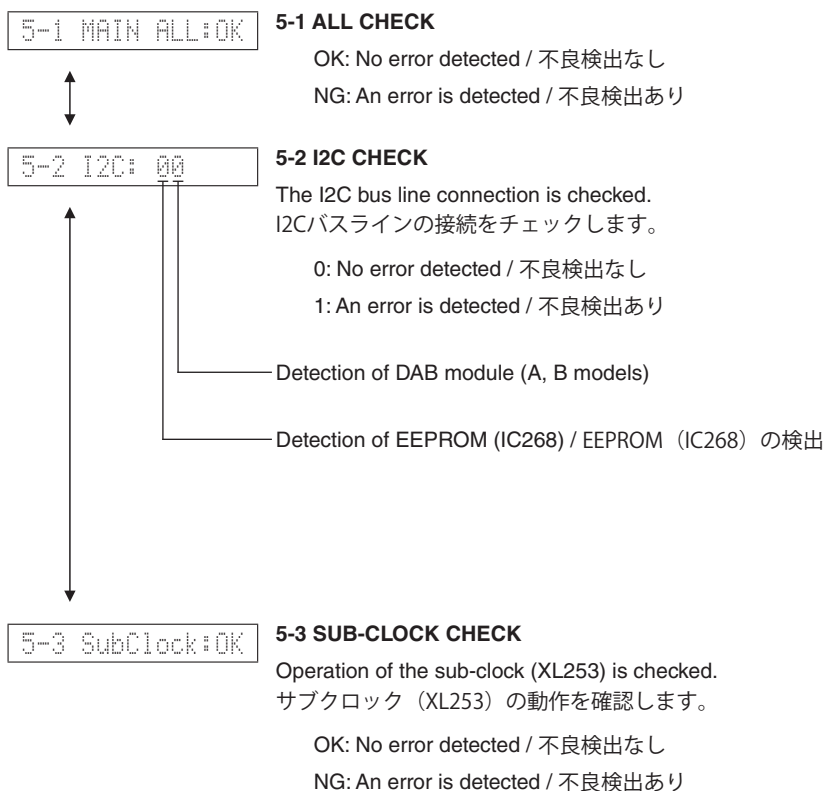 5-1 MAIN ALL:OK
5-1 ALL CHECK
OK: No error detected / 不良検出なし
NG: An error is detected / 不良検出あり
5-2 I2C: 00
5-2 I2C CHECK
The I2C bus line connection is checked.
I2Cバスラインの接続をチェックします。
0: No error detected / 不良検出なし
1: An error is detected / 不良検出あり
Detection of DAB module (A, B models)
Detection of EEPROM (IC268) / EEPROM（IC268）の検出
5-3 SubClock:OK
5-3 SUB-CLOCK CHECK
Operation of the sub-clock (XL253) is checked.
サブクロック（XL253）の動作を確認します。
OK: No error detected / 不良検出なし
NG: An error is detected / 不良検出あり